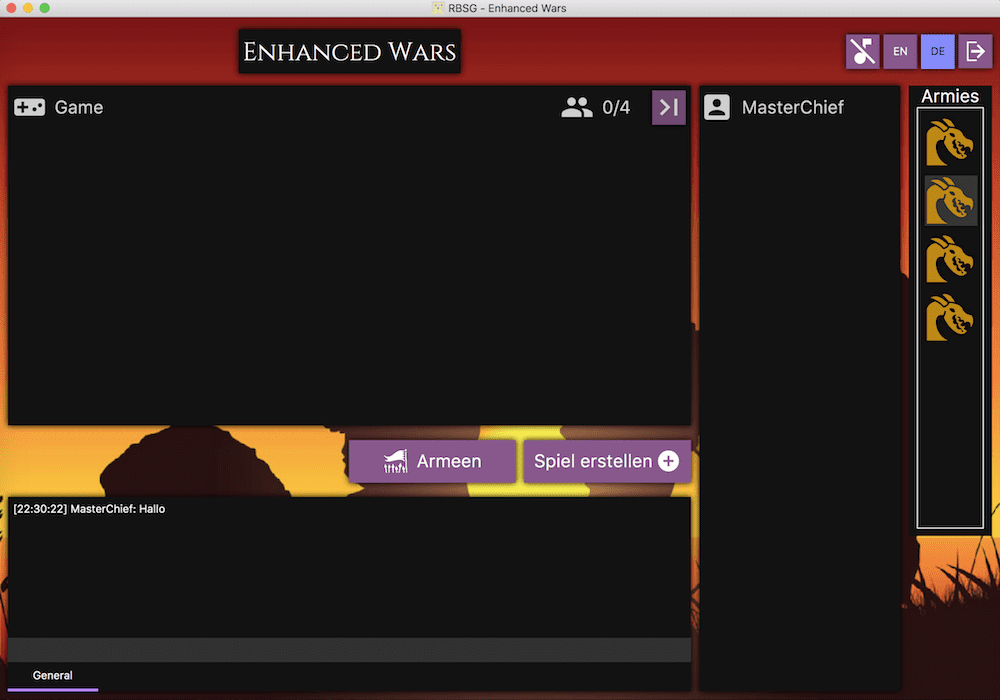 RBSG - Enhanced Wars
Enhanced Wars
EN
DE
Game
0/4
MasterChief
Armies
Armeen
Spiel erstellen
[22:30:22] MasterChief: Hallo
General